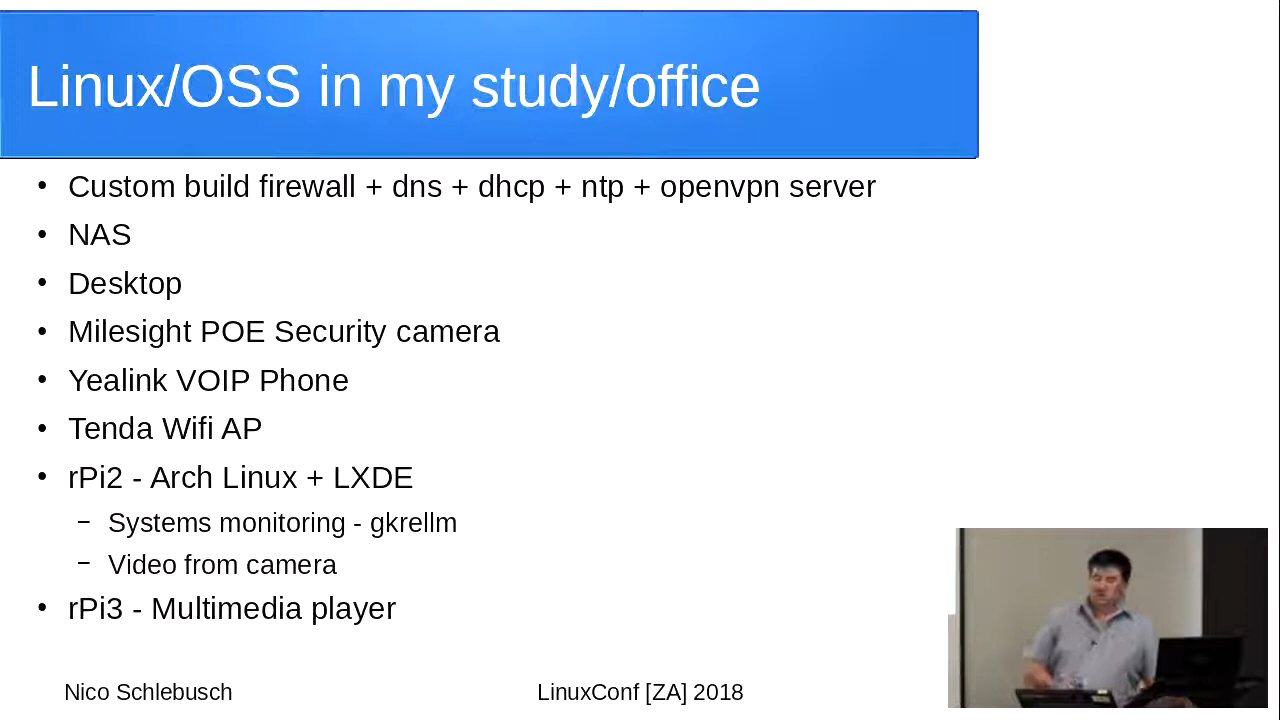 Linux/OSS in my study/office
• Custom build firewall + dns + dhcp + ntp + openvpn server
• NAS
• Desktop
• Milesight POE Security camera
• Yealink VOIP Phone
• Tenda Wifi AP
• rPi2 - Arch Linux + LXDE
– Systems monitoring - gkrellm
– Video from camera
• rPi3 - Multimedia player
Nico Schlebusch
LinuxConf [ZA] 2018